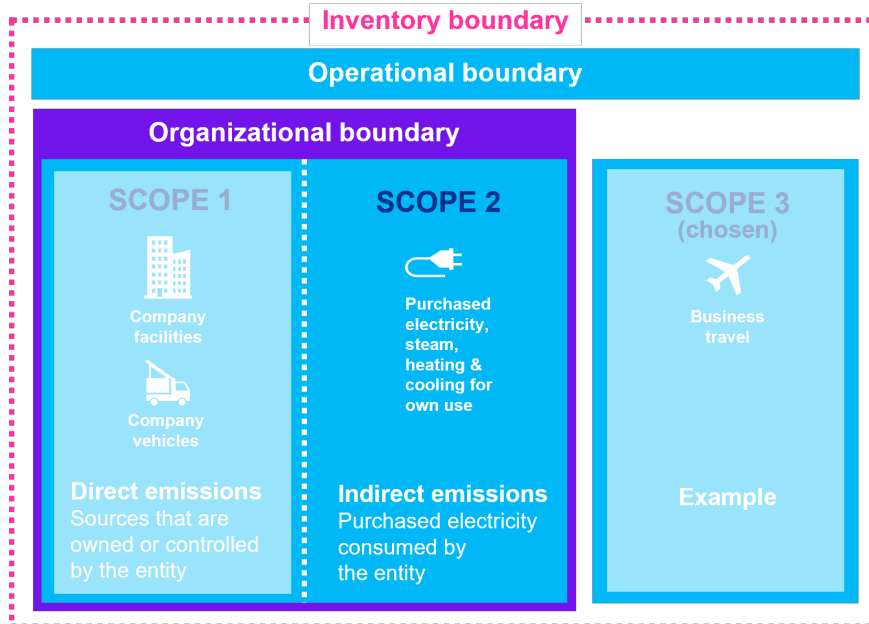 Inventory boundary
Operational boundary
Organizational boundary
SCOPE 1
Company
facilities
Company
vehicles
Direct emissions
Sources that are
owned or controlled
by the entity
SCOPE 2
Purchased
electricity,
steam,
heating &
cooling for
own use
Indirect emissions
Purchased electricity
consumed by
the entity
SCOPE 3
(chosen)
Business
travel
Example